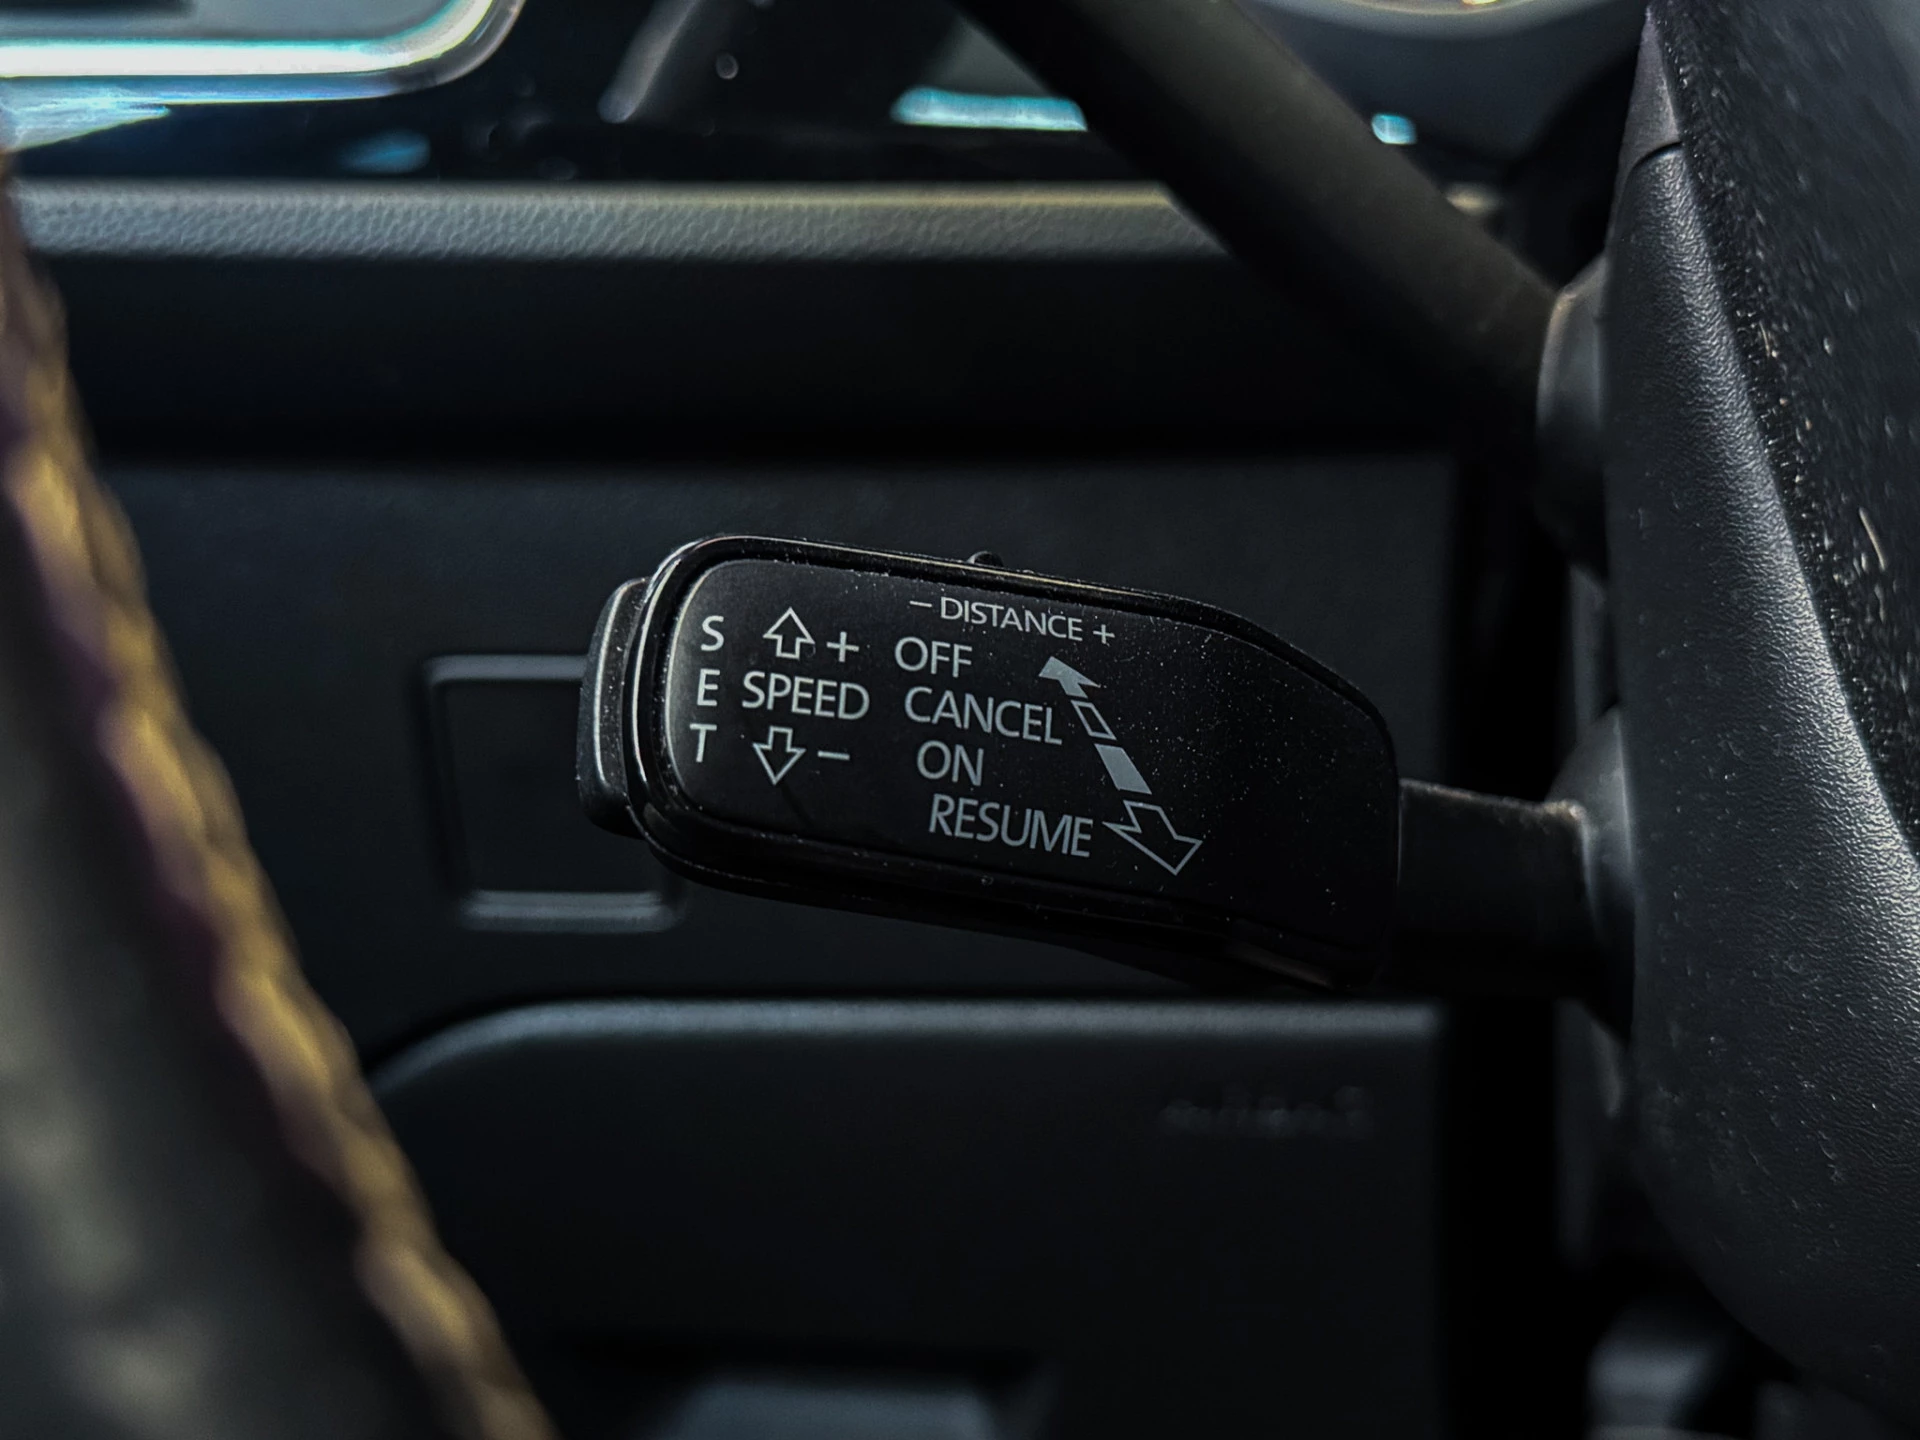 – DISTANCE +
S + OFF
E SPEED CANCEL
T – ON
RESUME